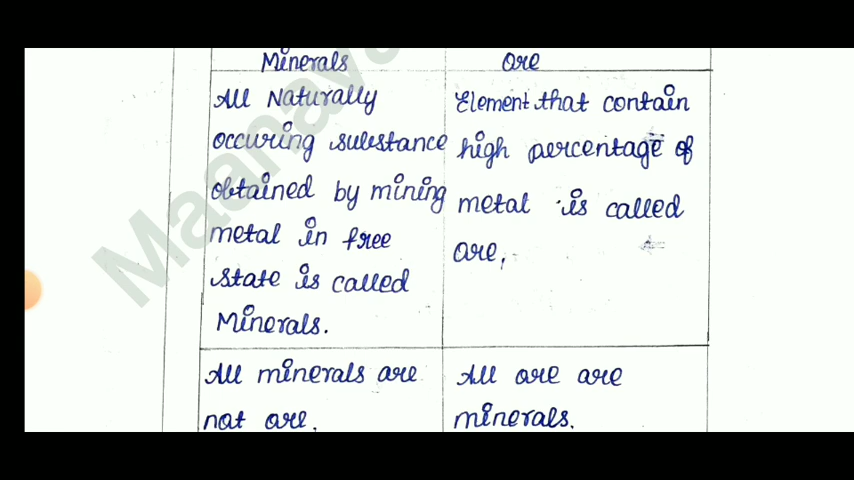 Minerals
ore
All Naturally
occuring substance
obtained by mining
metal in free
state is called
Minerals.
Element that contain
high percentage of
metal is called
ore,
All minerals are
not ore.
All ore are
minerals.
Maanava